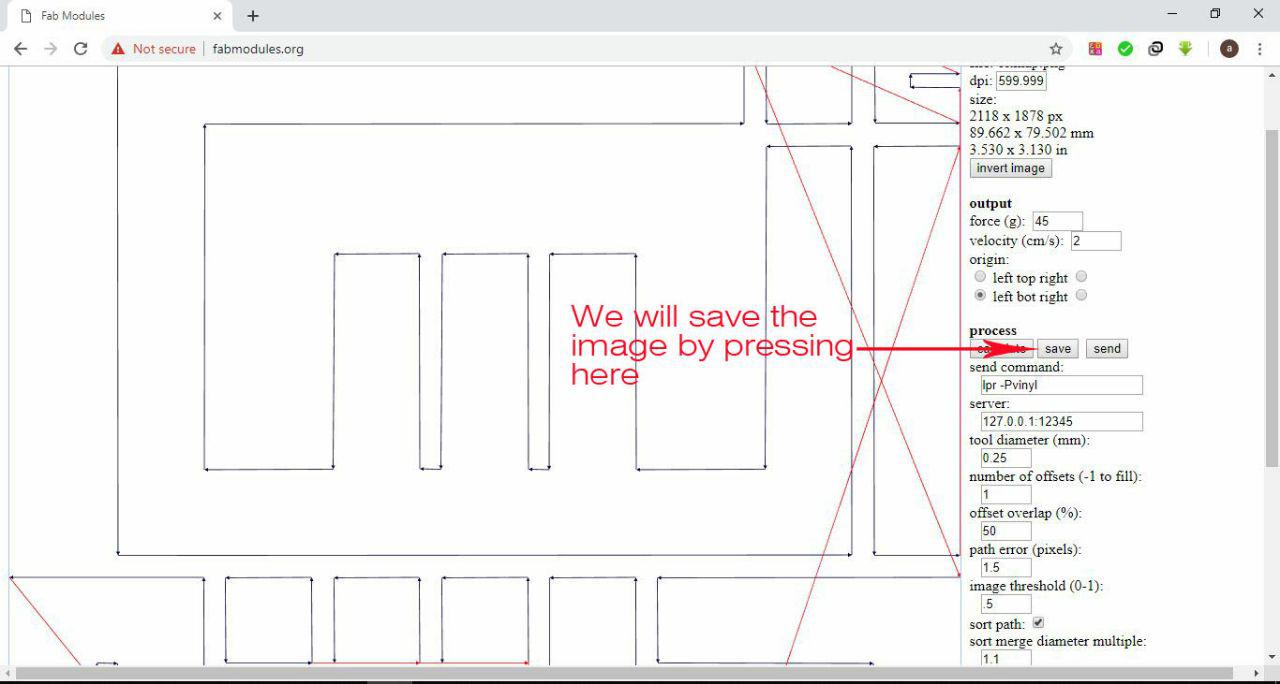 Fab Modules
Not secure
fabmodules.org
a
dpi: 599.999
size:
2118 x 1878 px
89.662 x 79.502 mm
3.530 x 3.130 in
invert image
output
force (g): 45
velocity (cm/s): 2
origin:
left top right
left bot right
We will save the
image by pressing
here
process
save send
send command:
lpr -Pvinyl
server:
127.0.0.1:12345
tool diameter (mm):
0.25
number of offsets (-1 to fill):
1
offset overlap (%):
50
path error (pixels):
1.5
image threshold (0-1):
.5
sort path:
sort merge diameter multiple:
1.1